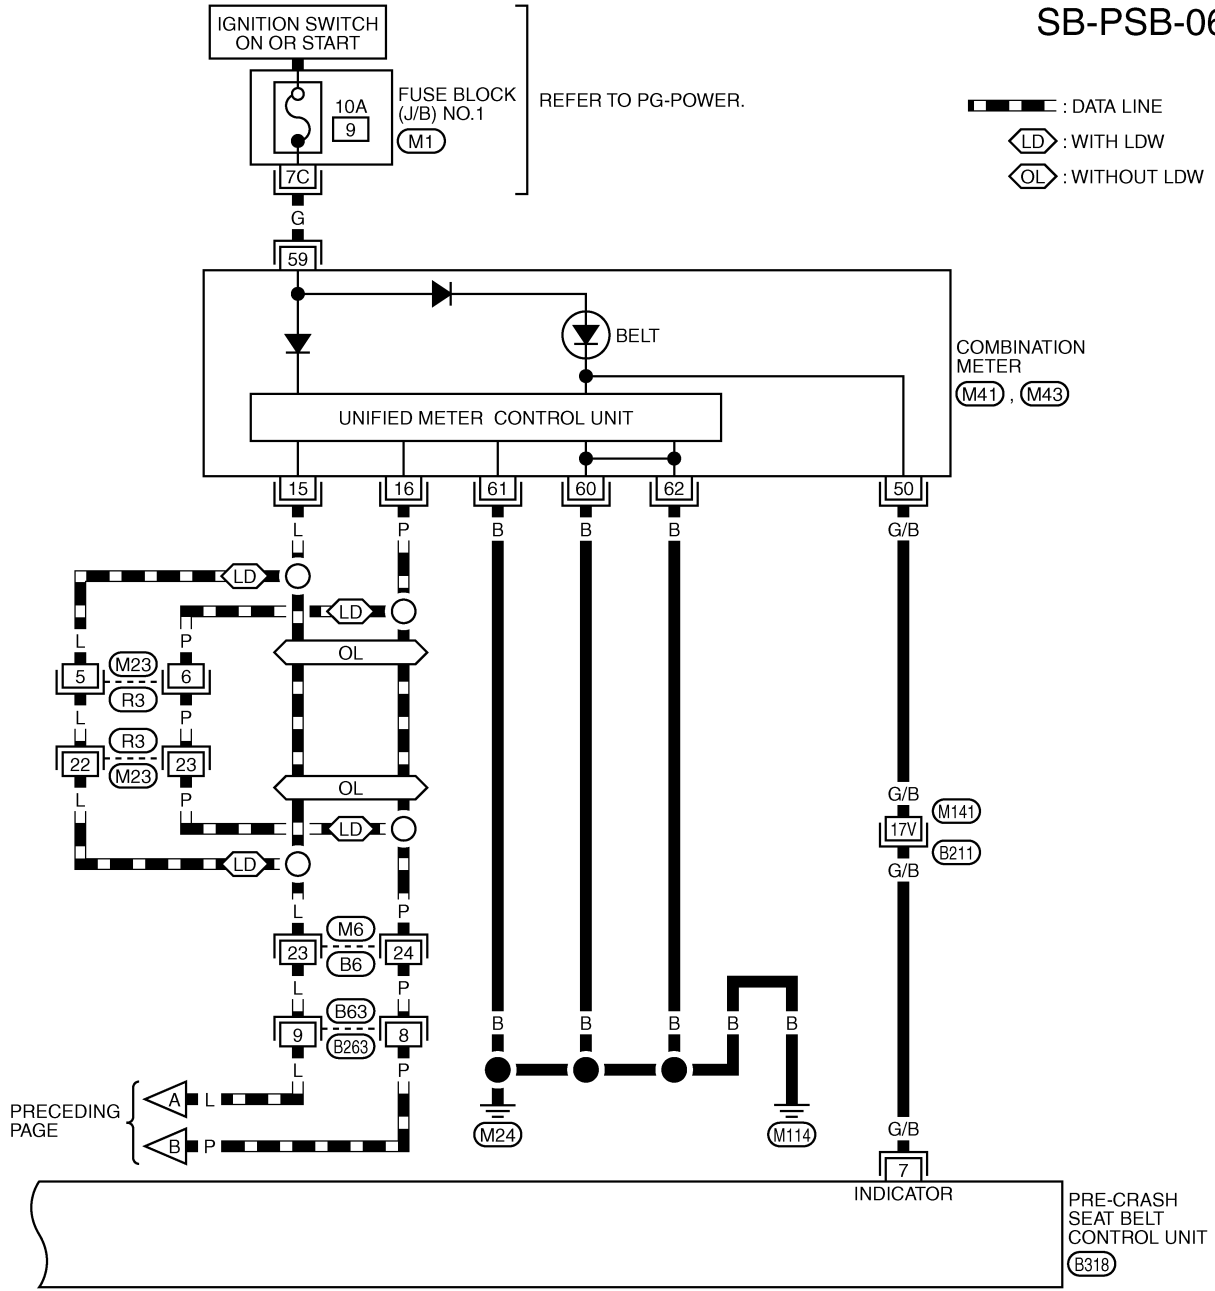 SB-PSB-06
IGNITION SWITCH
ON OR START
10A
9
FUSE BLOCK
(J/B) NO.1
M1
REFER TO PG-POWER.
: DATA LINE
LD : WITH LDW
OL : WITHOUT LDW
7C
G
59
BELT
COMBINATION
METER
M41 , M43
UNIFIED METER CONTROL UNIT
15 16 61 60 62 50
L P B B B G/B
LD
LD
L P
OL
5 M23 6
R3
L P
R3
22 23
M23
L P
OL
G/B
M141
17V
B211
G/B
LD
LD
L P
M6
23 24
B6
L P
B63
9 8
B263
L P
B B B B B
PRECEDING
PAGE
A L
B P
M24
M114
G/B
7
INDICATOR
PRE-CRASH
SEAT BELT
CONTROL UNIT
B318